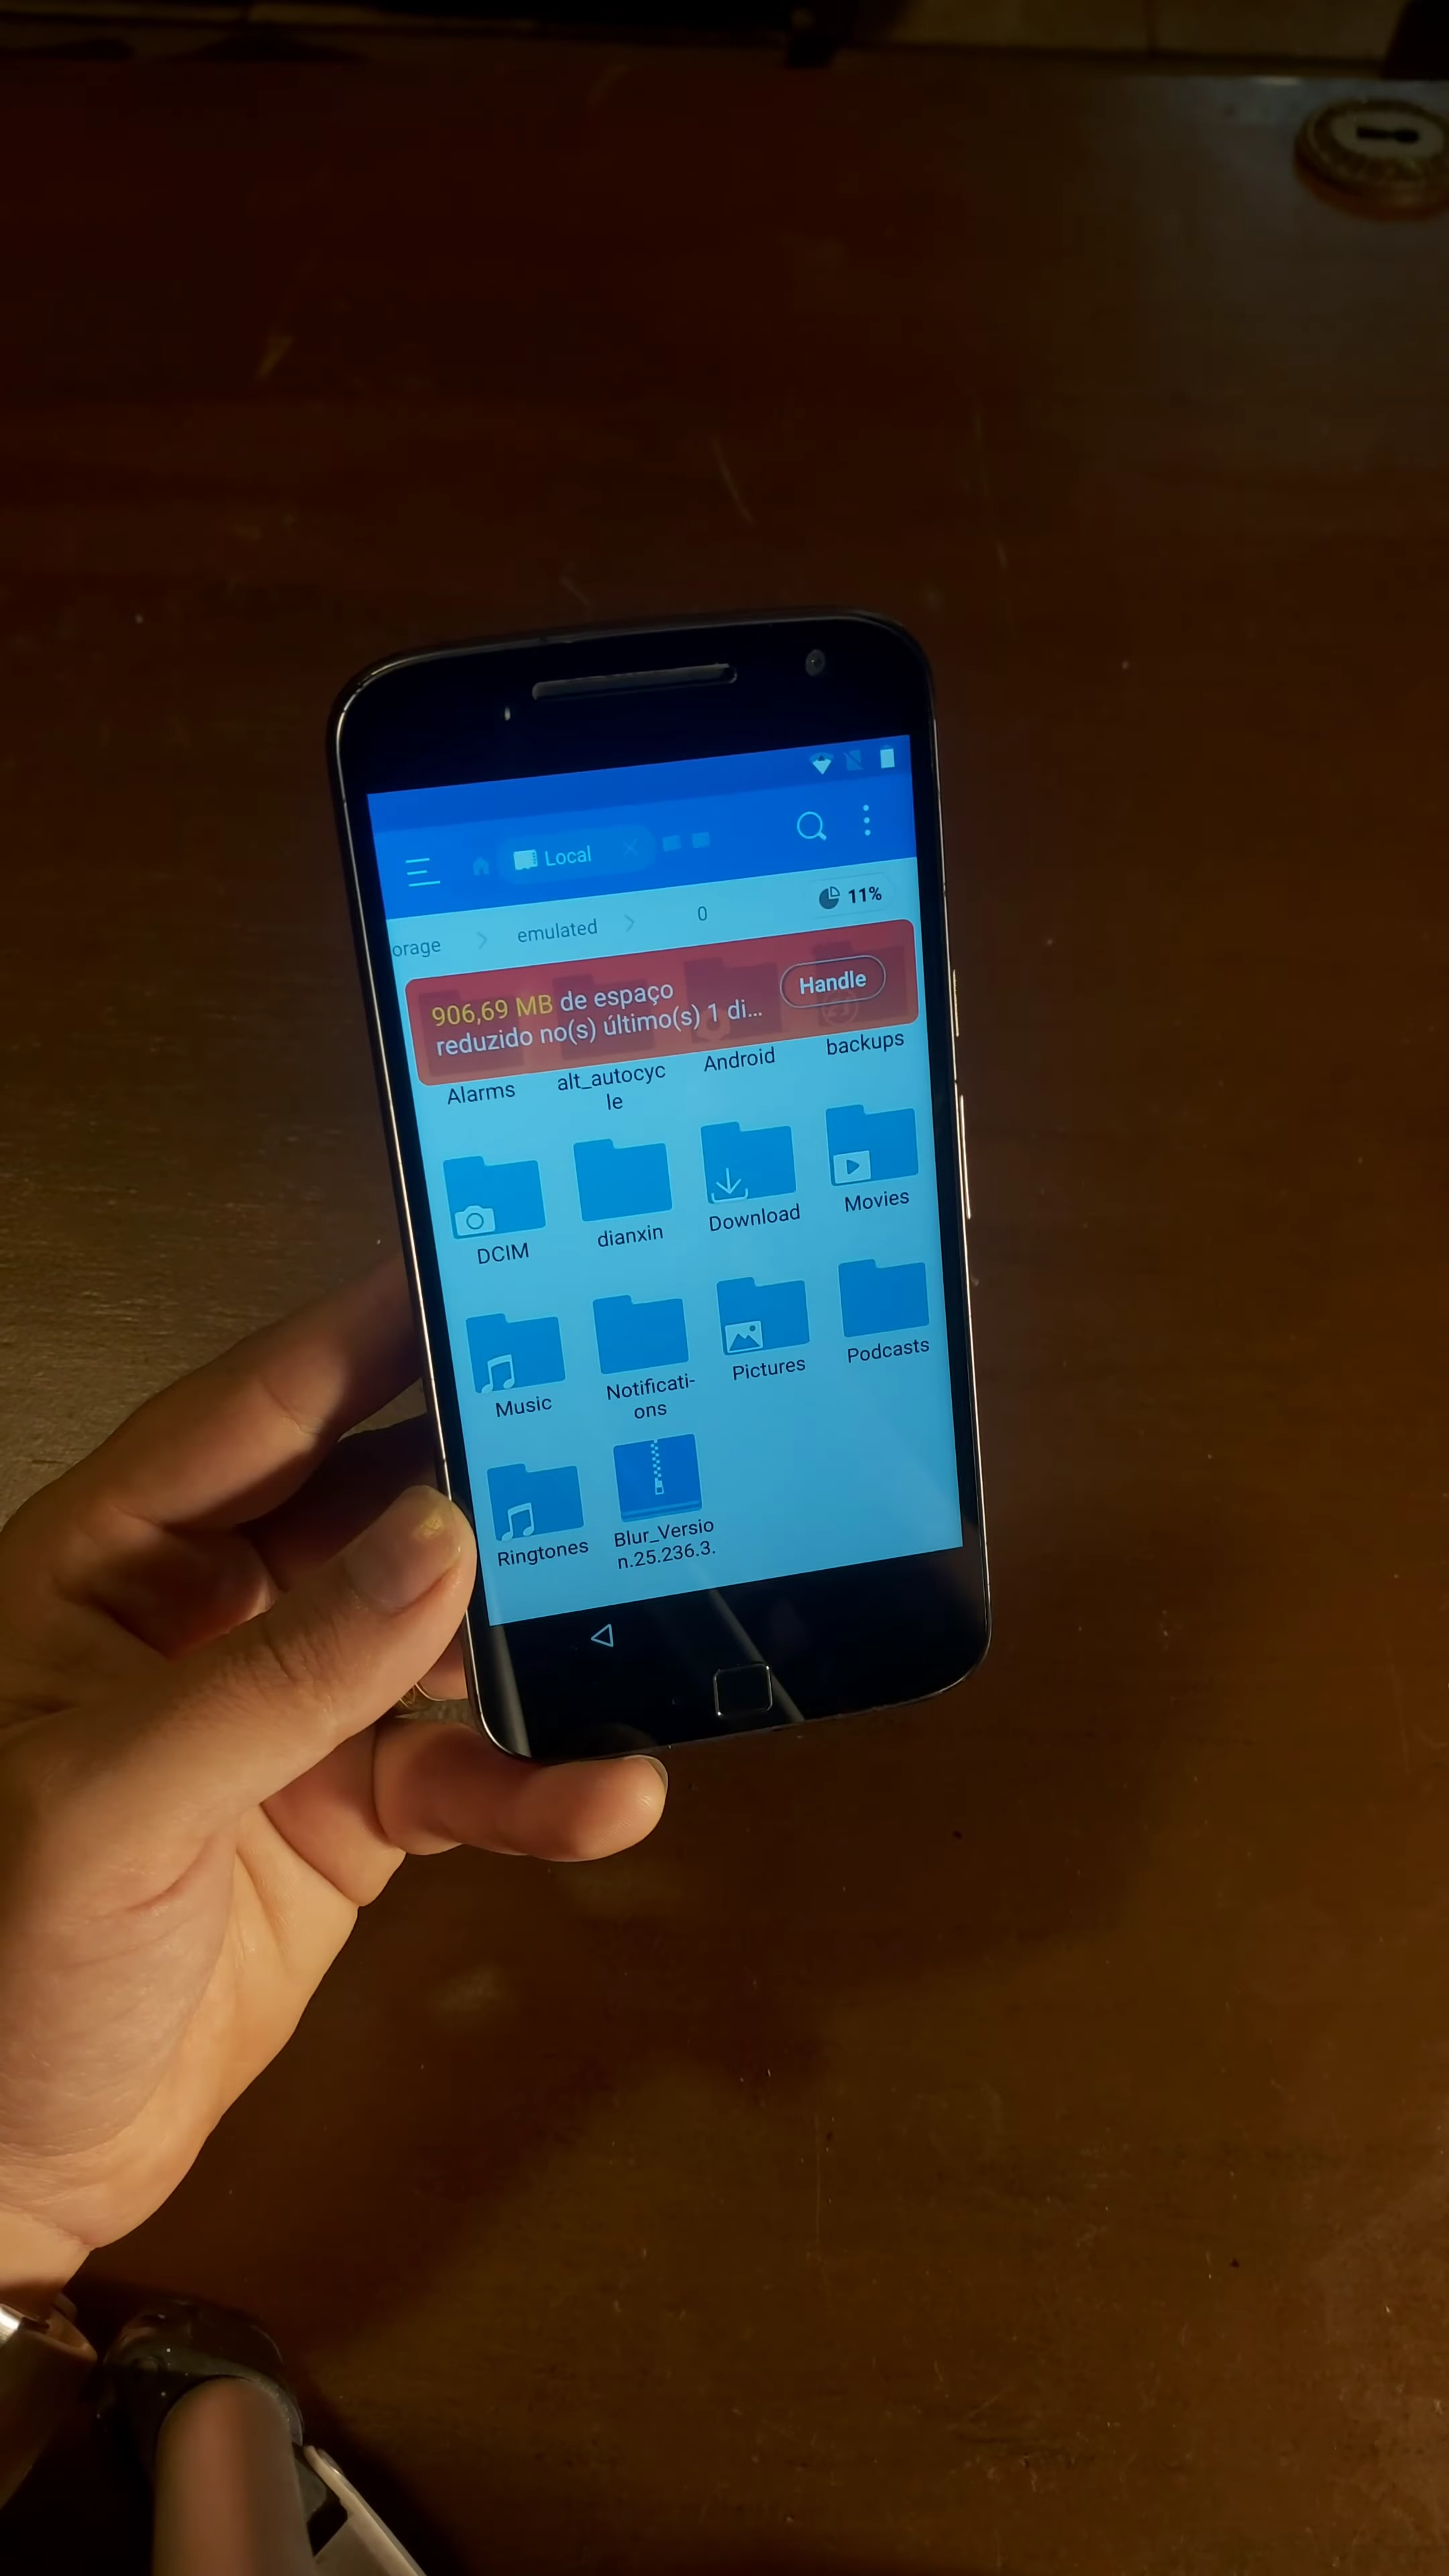 Local
orage
emulated
0
11%
906,69 MB de espaço
reduzido no(s) último(s) 1 di...
Handle
Alarms
alt_autocyc
le
Android
backups
DCIM
dianxin
Download
Movies
Music
Notificati-
ons
Pictures
Podcasts
Ringtones
Blur_Versio
n.25.236.3.